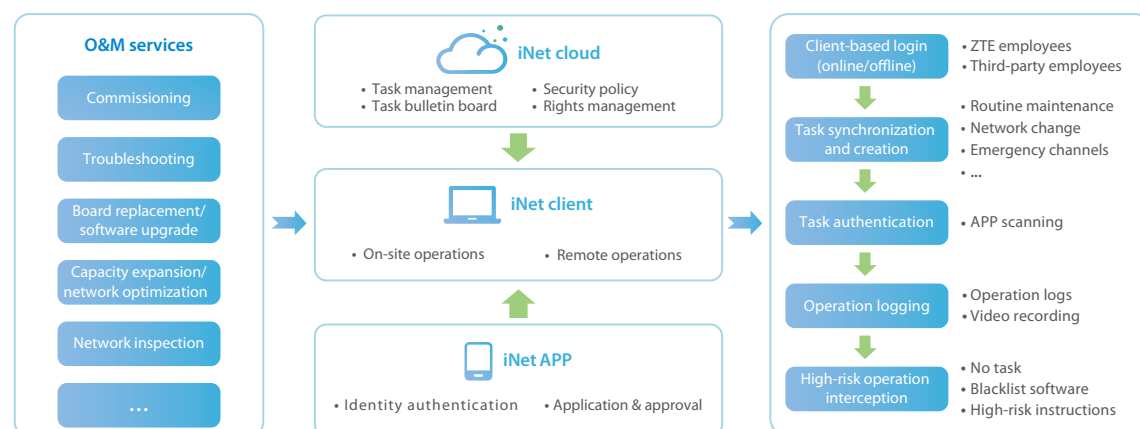 O&M services
Commissioning
Troubleshooting
Board replacement/
software upgrade
Capacity expansion/
network optimization
Network inspection
...
iNet cloud
• Task management
• Security policy
• Task bulletin board
• Rights management
iNet client
• On-site operations
• Remote operations
iNet APP
• Identity authentication
• Application & approval
Client-based login
(online/offline)
• ZTE employees
• Third-party employees
Task synchronization
and creation
• Routine maintenance
• Network change
• Emergency channels
• ...
Task authentication
• APP scanning
Operation logging
• Operation logs
• Video recording
High-risk operation
interception
• No task
• Blacklist software
• High-risk instructions